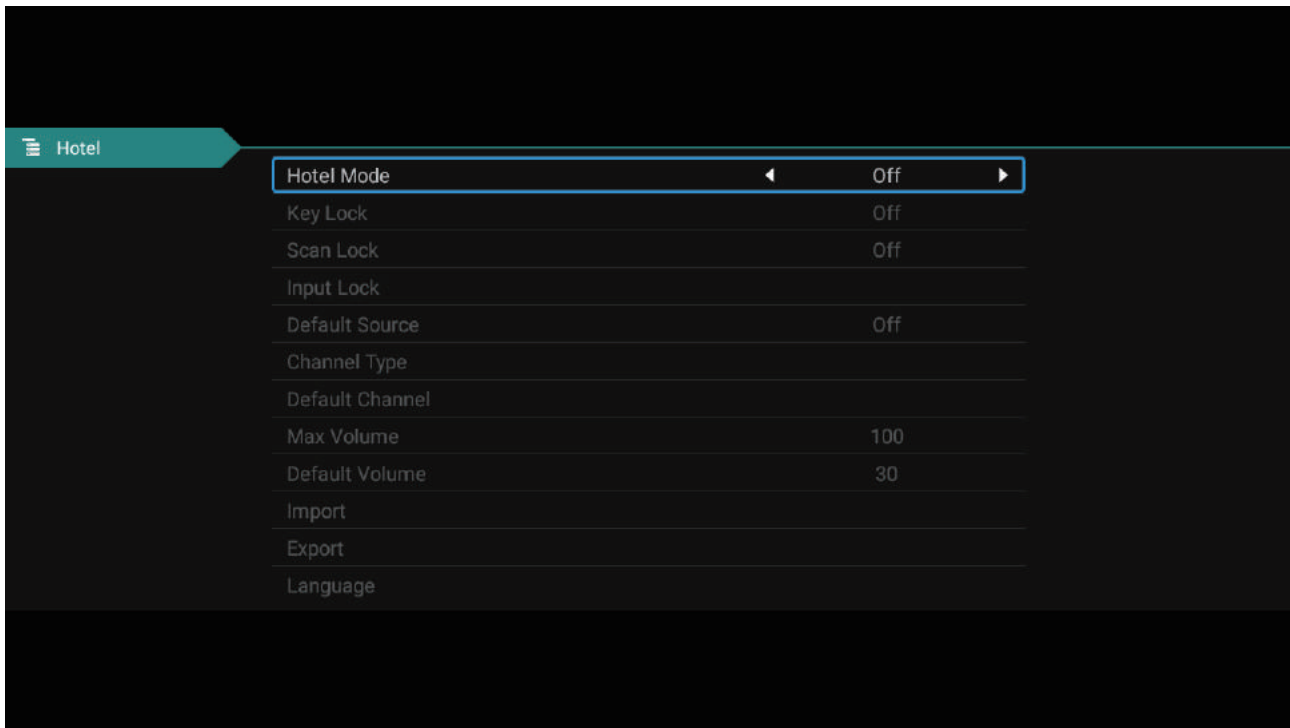 Hotel
Hotel Mode Off
Key Lock Off
Scan Lock Off
Input Lock
Default Source Off
Channel Type
Default Channel
Max Volume 100
Default Volume 30
Import
Export
Language